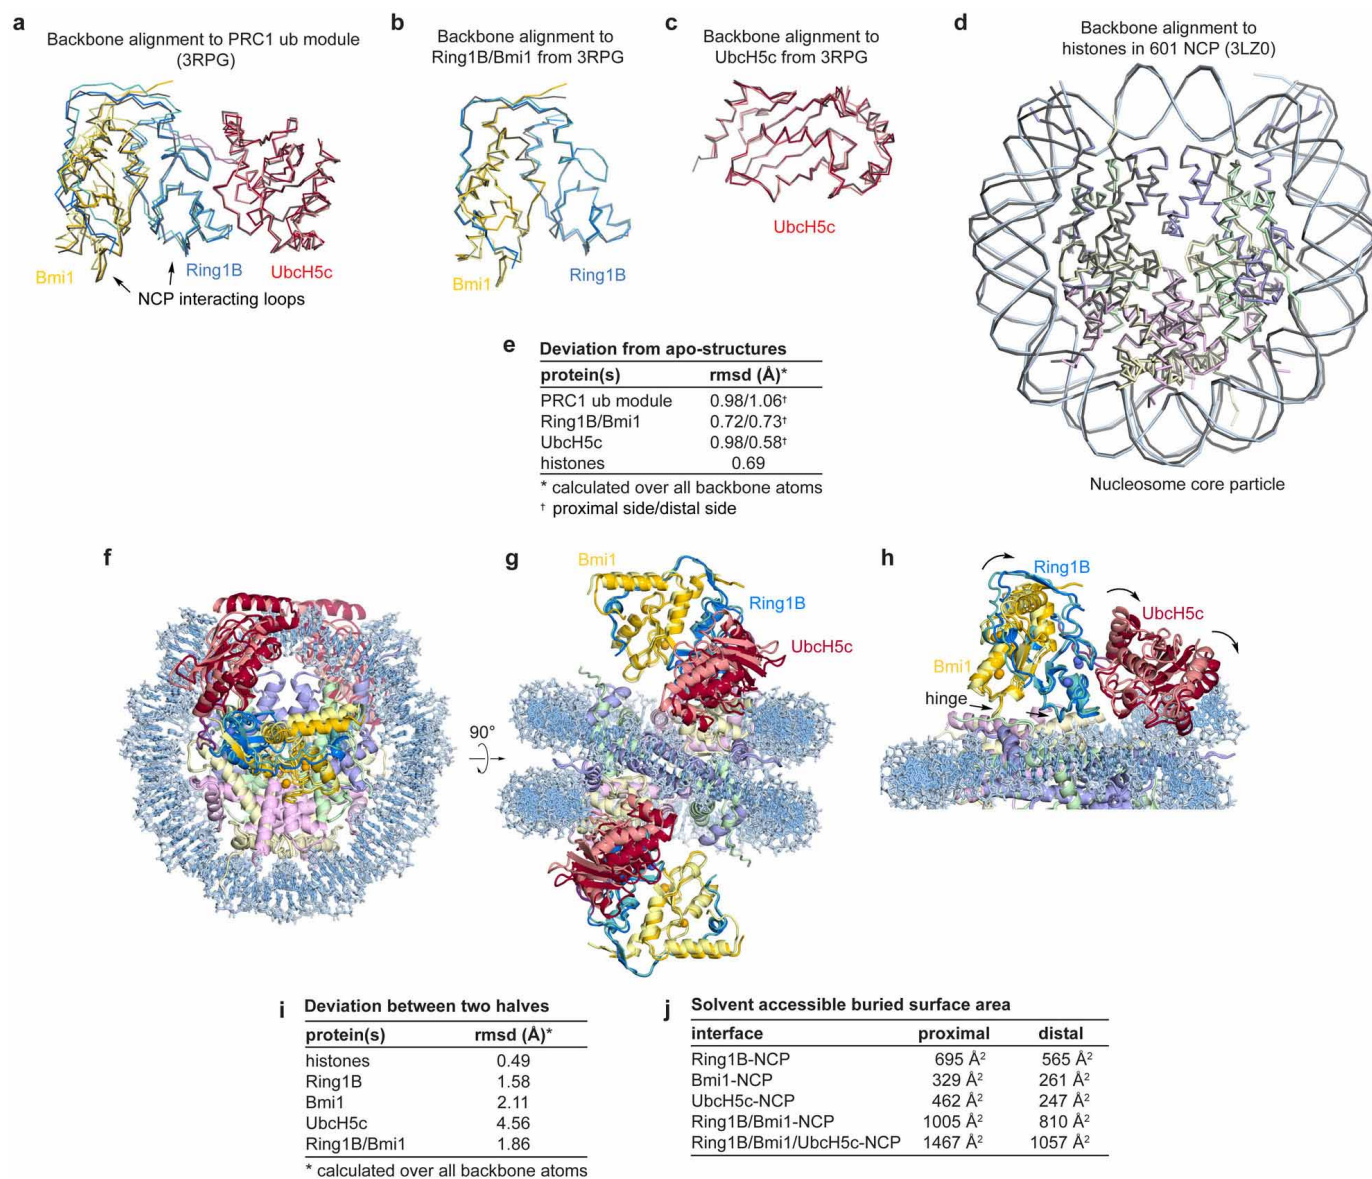 a
Backbone alignment to PRC1 ub module
(3RPG)
Bmi1
Ring1B
UbcH5c
NCP interacting loops
b
Backbone alignment to
Ring1B/Bmi1 from 3RPG
Bmi1
Ring1B
c
Backbone alignment to
UbcH5c from 3RPG
UbcH5c
d
Backbone alignment to
histones in 601 NCP (3LZ0)
Nucleosome core particle
e
Deviation from apo-structures
protein(s) rmsd (Å)*
PRC1 ub module 0.98/1.06†
Ring1B/Bmi1 0.72/0.73†
UbcH5c 0.98/0.58†
histones 0.69
* calculated over all backbone atoms
† proximal side/distal side
f
90°
g
Bmi1
Ring1B
UbcH5c
h
Ring1B
UbcH5c
Bmi1
hinge
i
Deviation between two halves
protein(s) rmsd (Å)*
histones 0.49
Ring1B 1.58
Bmi1 2.11
UbcH5c 4.56
Ring1B/Bmi1 1.86
* calculated over all backbone atoms
j
Solvent accessible buried surface area
interface proximal distal
Ring1B-NCP 695 Å² 565 Å²
Bmi1-NCP 329 Å² 261 Å²
UbcH5c-NCP 462 Å² 247 Å²
Ring1B/Bmi1-NCP 1005 Å² 810 Å²
Ring1B/Bmi1/UbcH5c-NCP 1467 Å² 1057 Å²